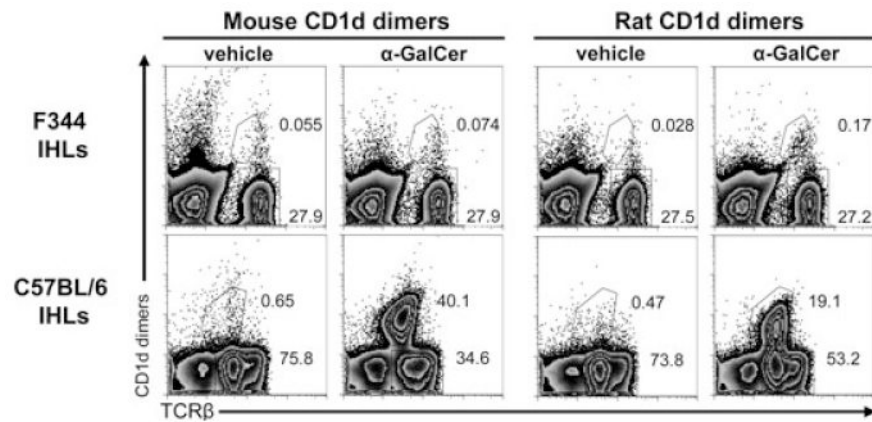 Mouse CD1d dimers Rat CD1d dimers
vehicle α-GalCer vehicle α-GalCer
F344 IHLs
0.055 0.074 0.028 0.17
27.9 27.9 27.5 27.2
C57BL/6 IHLs
0.65 40.1 0.47 19.1
75.8 34.6 73.8 53.2
CD1d dimers
TCRβ